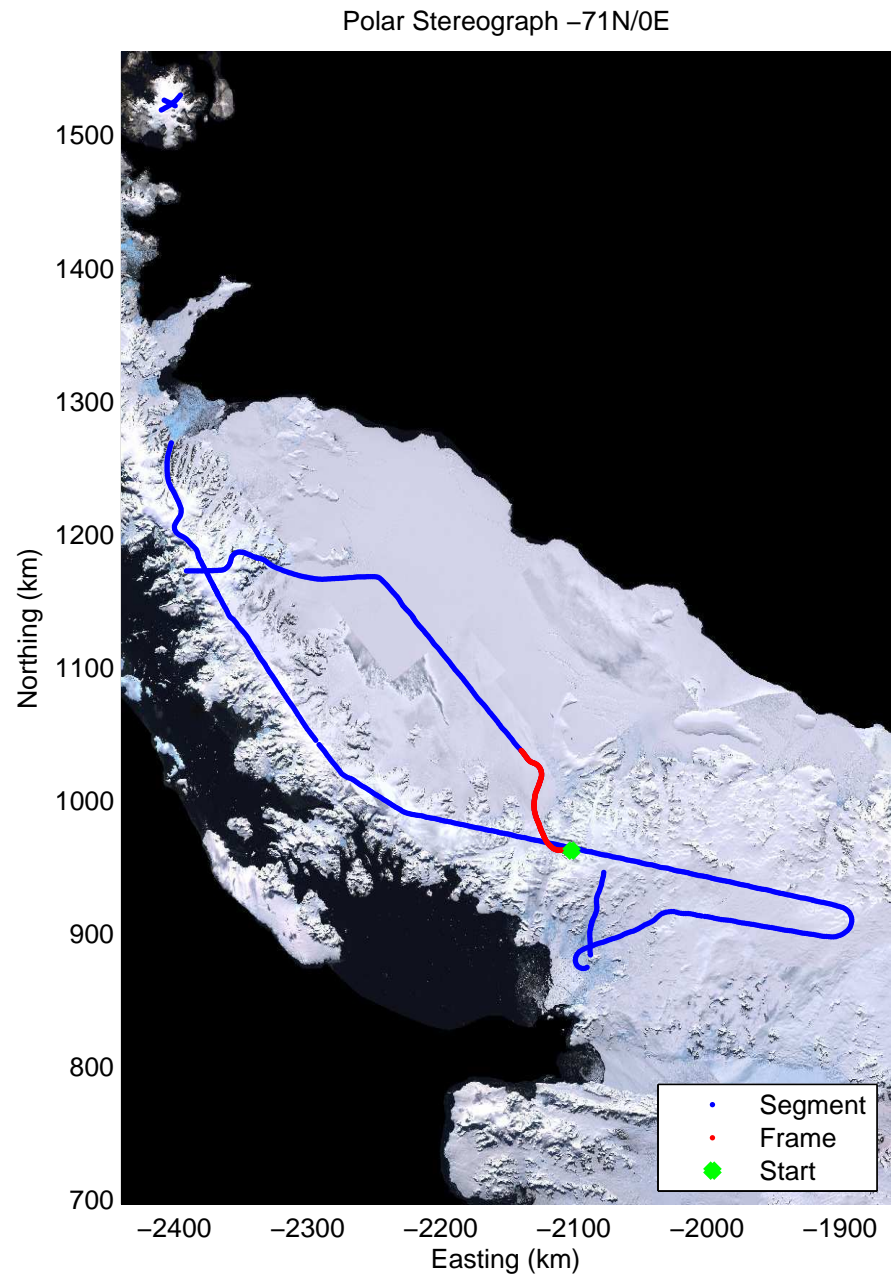 Polar Stereograph −71N/0E
1500
1400
1300
1200
1100
1000
900
800
700
Northing (km)
Segment
Frame
Start
−2400 −2300 −2200 −2100 −2000 −1900
Easting (km)